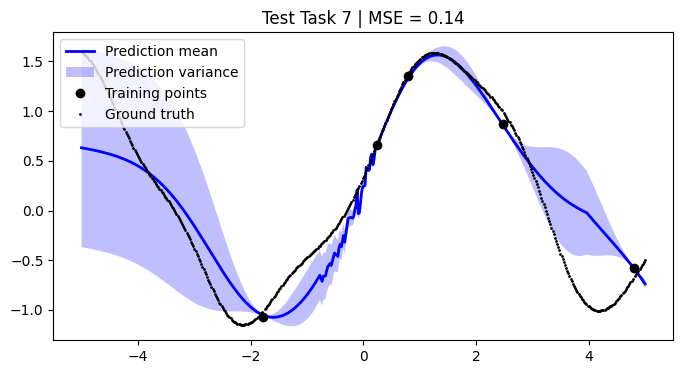 Test Task 7 | MSE = 0.14
Prediction mean
Prediction variance
Training points
Ground truth
1.5
1.0
0.5
0.0
−0.5
−1.0
−4
−2
0
2
4